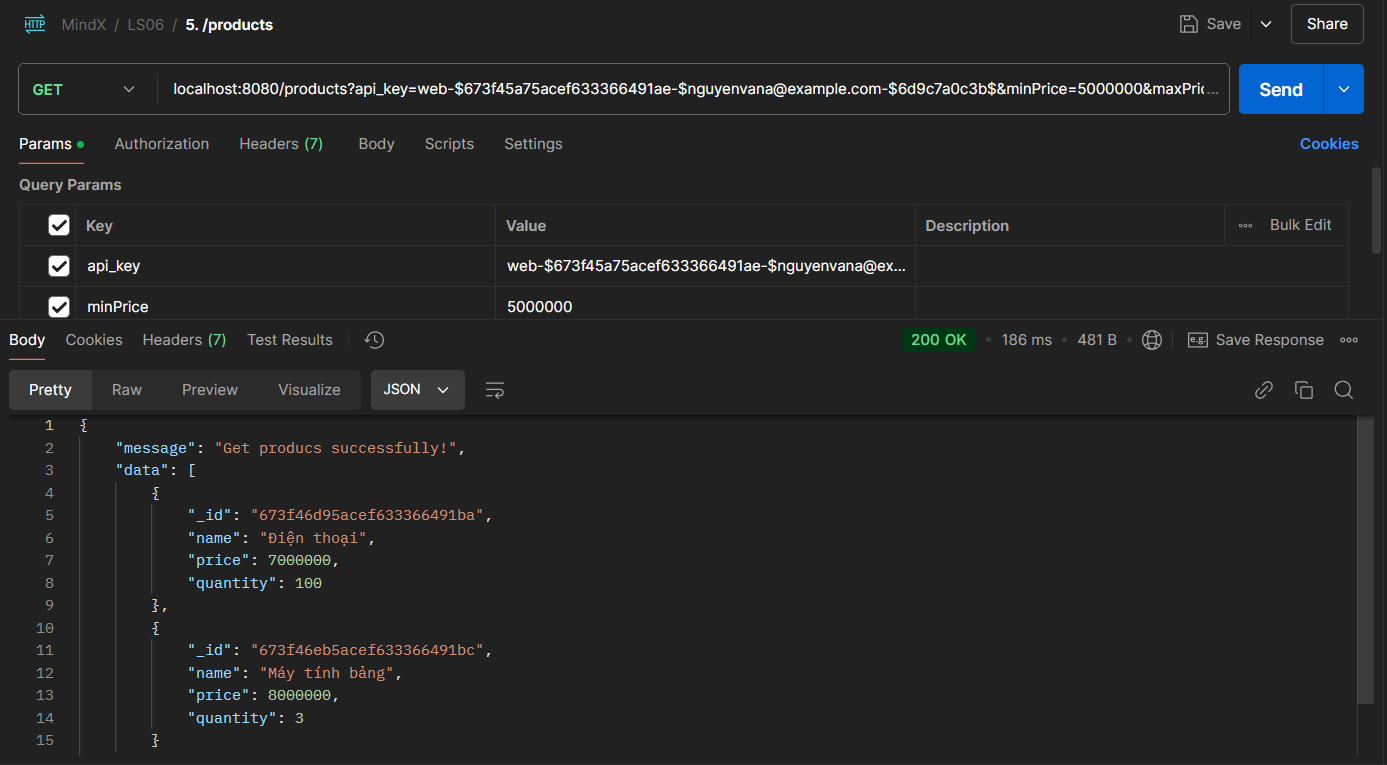 HTTP MindX / LS06 / 5. /products Save Share
GET localhost:8080/products?api_key=web-$673f45a75acef633366491ae-$nguyenvana@example.com-$6d9c7a0c3b$&minPrice=5000000&maxPric... Send
Params Authorization Headers (7) Body Scripts Settings Cookies
Query Params
Key Value Description Bulk Edit
api_key web-$673f45a75acef633366491ae-$nguyenvana@ex...
minPrice 5000000
Body Cookies Headers (7) Test Results 200 OK 186 ms 481 B e.g. Save Response
Pretty Raw Preview Visualize JSON
1 {
2 "message": "Get producs successfully!",
3 "data": [
4 {
5 "_id": "673f46d95acef633366491ba",
6 "name": "Điện thoại",
7 "price": 7000000,
8 "quantity": 100
9 },
10 {
11 "_id": "673f46eb5acef633366491bc",
12 "name": "Máy tính bảng",
13 "price": 8000000,
14 "quantity": 3
15 }